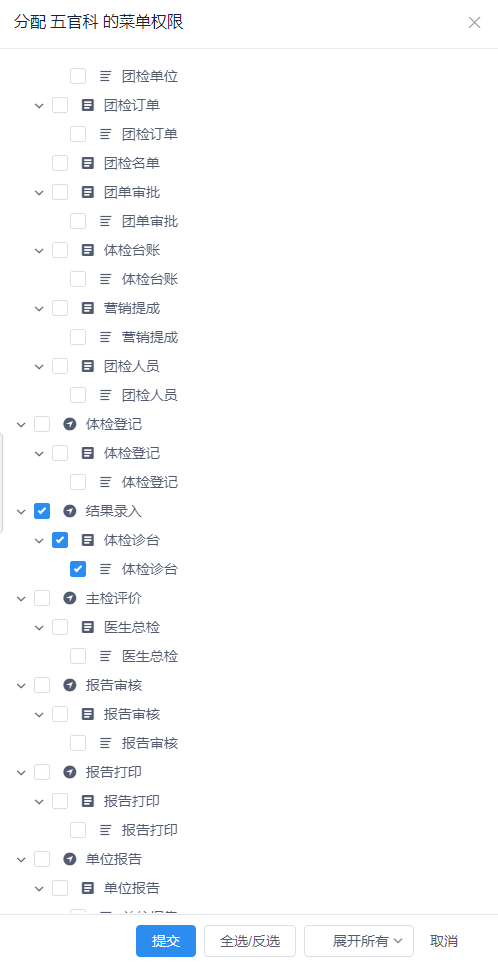 分配 五官科 的菜单权限
团检单位
团检订单
团检订单
团检名单
团单审批
团单审批
体检台账
体检台账
营销提成
营销提成
团检人员
团检人员
体检登记
体检登记
体检登记
结果录入
体检诊台
体检诊台
主检评价
医生总检
医生总检
报告审核
报告审核
报告审核
报告打印
报告打印
报告打印
单位报告
单位报告
提交 全选/反选 展开所有 取消